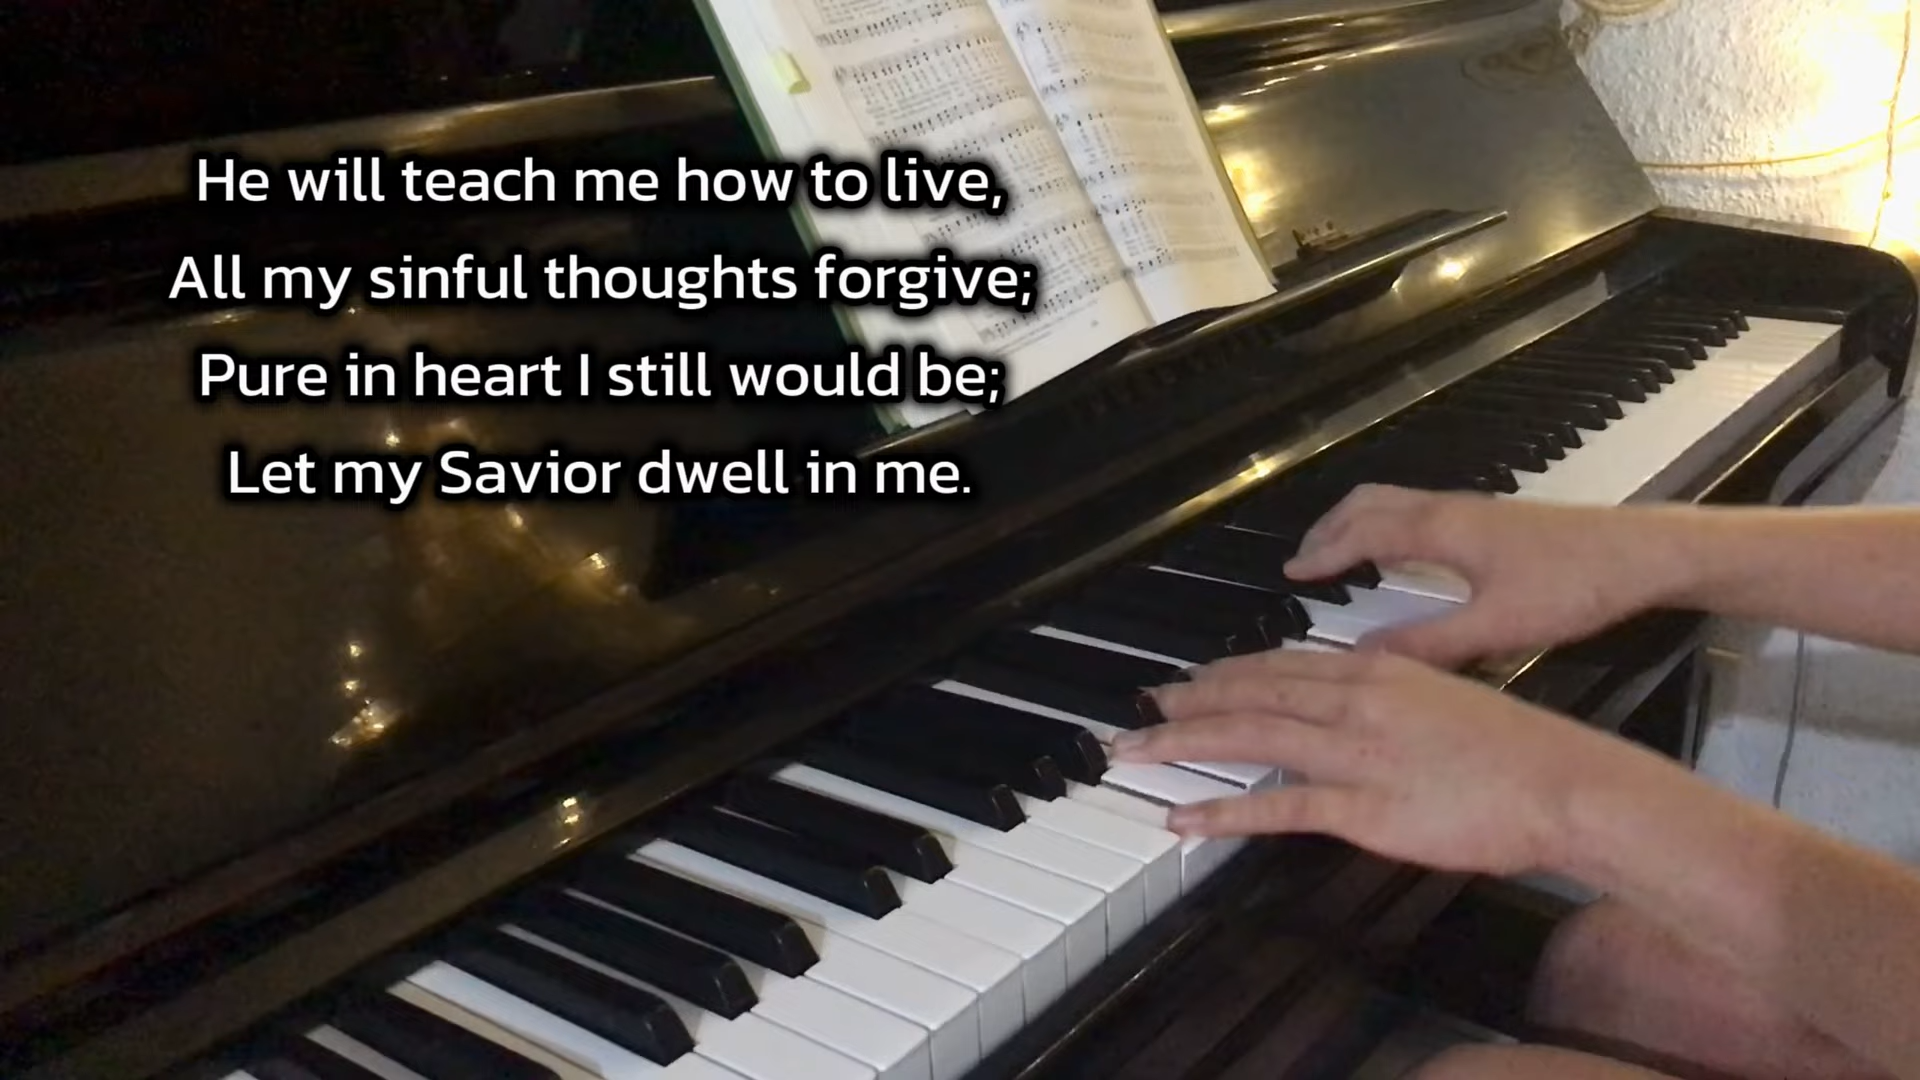 He will teach me how to live,
All my sinful thoughts forgive;
Pure in heart I still would be;
Let my Savior dwell in me.